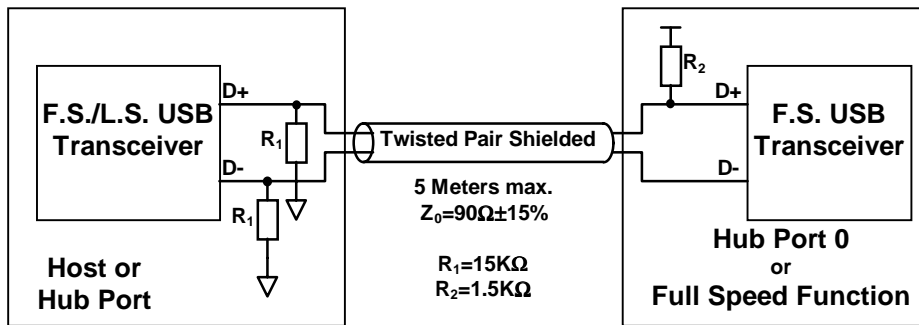 F.S./L.S. USB
Transceiver
D+
D-
R1
R1
Host or
Hub Port
Twisted Pair Shielded
5 Meters max.
Z0=90Ω±15%
R1=15KΩ
R2=1.5KΩ
R2
D+
D-
F.S. USB
Transceiver
Hub Port 0
or
Full Speed Function